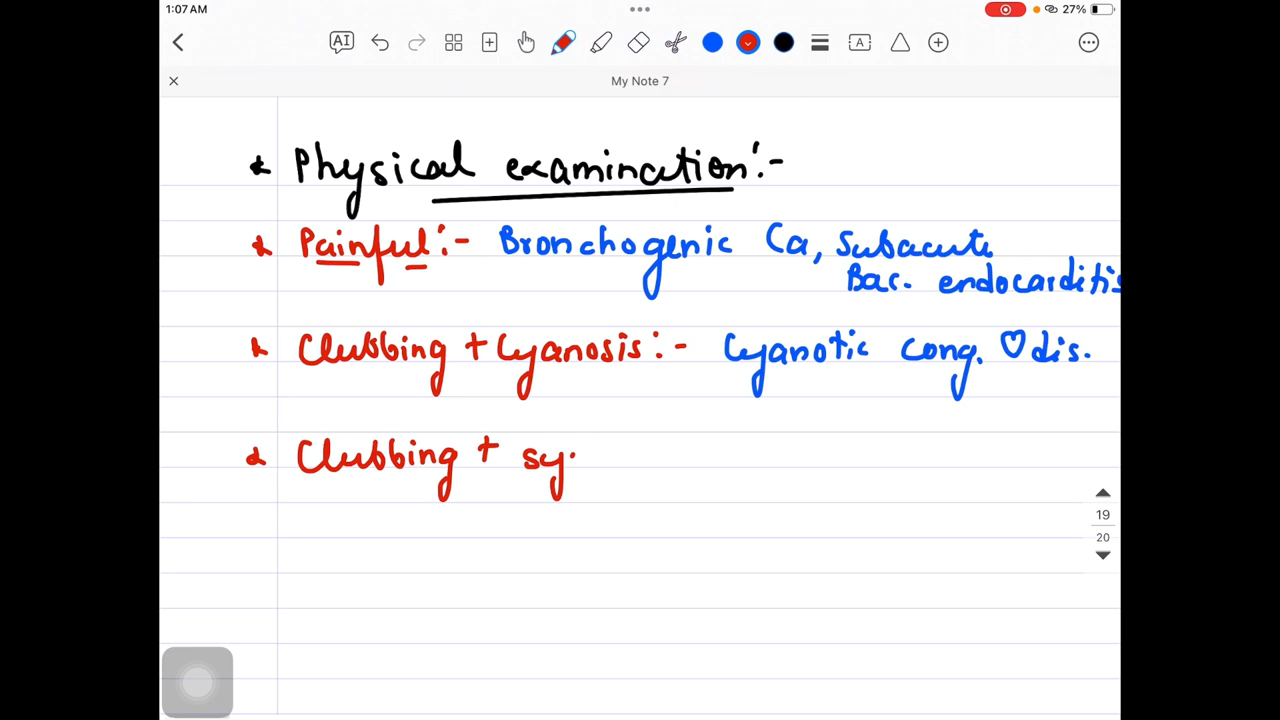 1:07 AM
27%
AI
A
My Note 7
Physical examination:-
Painful:- Bronchogenic Ca, Subacute
Bac. endocarditis
Clubbing + Cyanosis:- Cyanotic cong. ♡ dis.
Clubbing + sy.
19
20